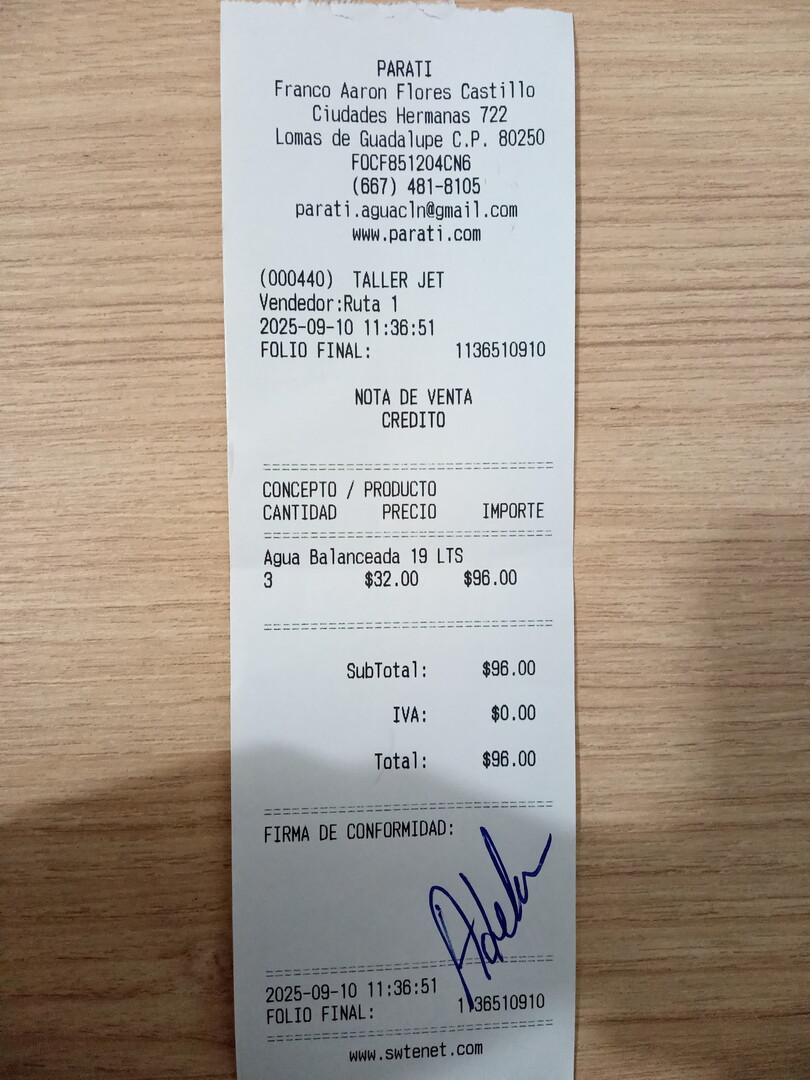 PARATI
Franco Aaron Flores Castillo
Ciudades Hermanas 722
Lomas de Guadalupe C.P. 80250
FOCF851204CN6
(667) 481-8105
parati.aguacln@gmail.com
www.parati.com
(000440) TALLER JET
Vendedor:Ruta 1
2025-09-10 11:36:51
FOLIO FINAL: 1136510910
NOTA DE VENTA
CREDITO
CONCEPTO / PRODUCTO
CANTIDAD PRECIO IMPORTE
Agua Balanceada 19 LTS
3 $32.00 $96.00
SubTotal: $96.00
IVA: $0.00
Total: $96.00
FIRMA DE CONFORMIDAD:
2025-09-10 11:36:51
FOLIO FINAL: 1136510910
www.swtenet.com